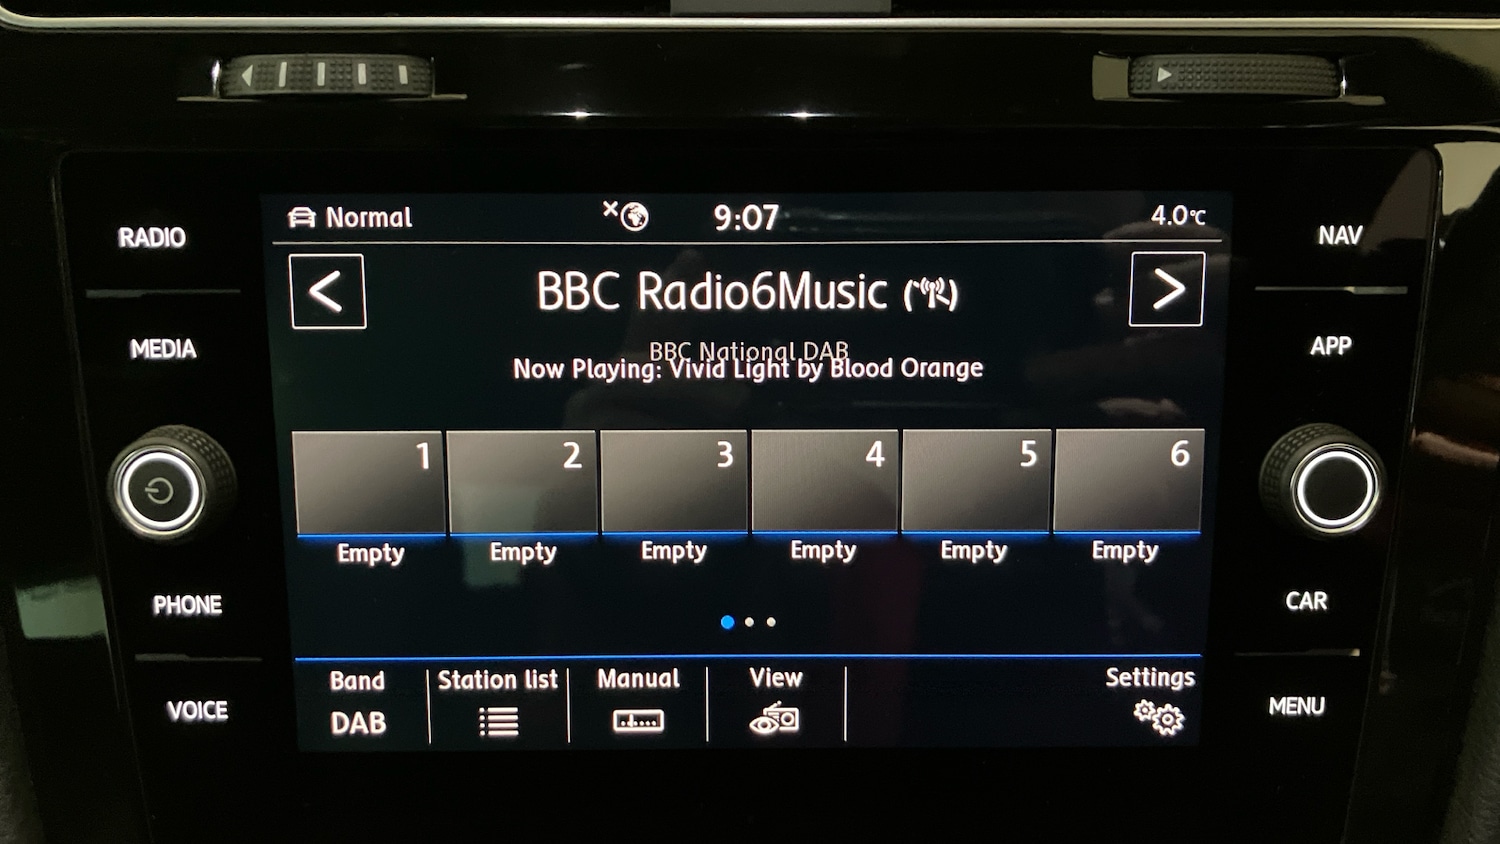 Normal 9:07 4.0°C
RADIO
MEDIA
PHONE
VOICE
BBC Radio6Music
BBC National DAB
Now Playing: Vivid Light by Blood Orange
1 2 3 4 5 6
Empty Empty Empty Empty Empty Empty
Band Station list Manual View Settings
DAB
NAV
APP
CAR
MENU